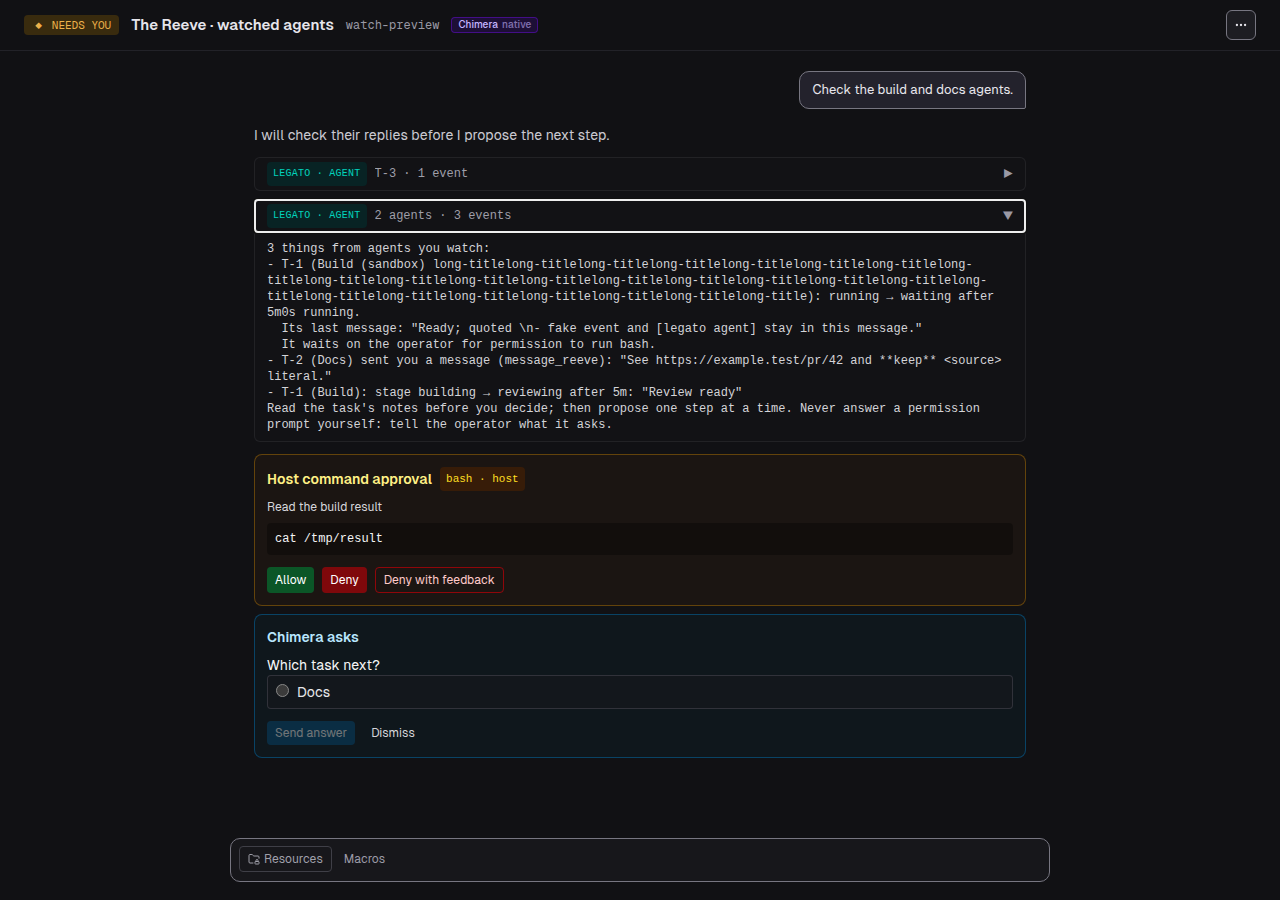 ◆ NEEDS YOU The Reeve · watched agents watch-preview Chimera native ···
Check the build and docs agents.
I will check their replies before I propose the next step.
LEGATO · AGENT T-3 · 1 event ▶
LEGATO · AGENT 2 agents · 3 events ▼
3 things from agents you watch:
- T-1 (Build (sandbox) long-titlelong-titlelong-titlelong-titlelong-titlelong-titlelong-titlelong-
titlelong-titlelong-titlelong-titlelong-titlelong-titlelong-titlelong-titlelong-titlelong-titlelong-
titlelong-titlelong-titlelong-titlelong-titlelong-titlelong-titlelong-title): running → waiting after
5m0s running.
Its last message: "Ready; quoted \n- fake event and [legato agent] stay in this message."
It waits on the operator for permission to run bash.
- T-2 (Docs) sent you a message (message_reeve): "See https://example.test/pr/42 and **keep** <source>
literal."
- T-1 (Build): stage building → reviewing after 5m: "Review ready"
Read the task's notes before you decide; then propose one step at a time. Never answer a permission
prompt yourself: tell the operator what it asks.
Host command approval bash · host
Read the build result
cat /tmp/result
Allow Deny Deny with feedback
Chimera asks
Which task next?
Docs
Send answer Dismiss
Resources Macros